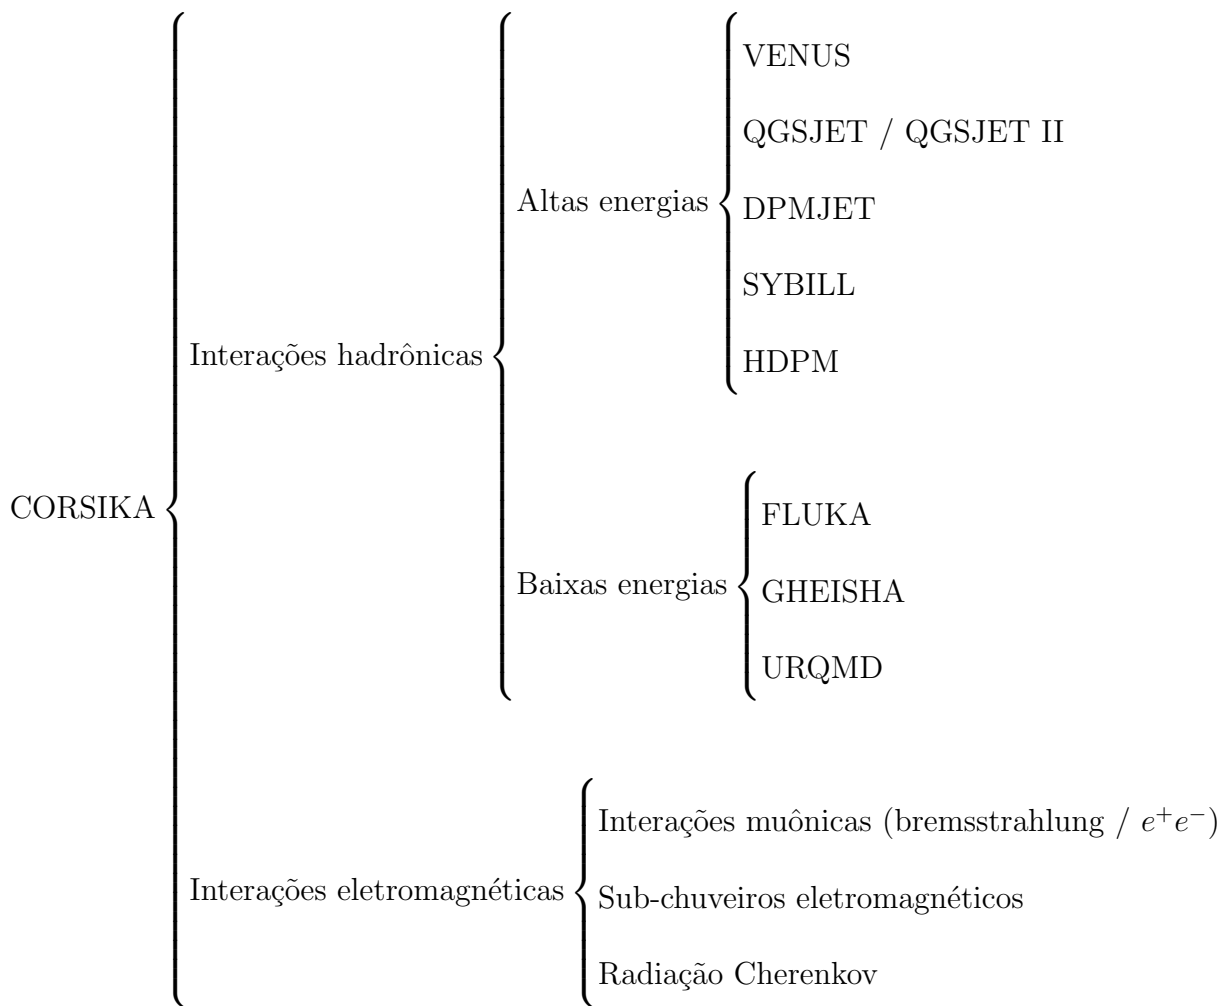 VENUS
QGSJET / QGSJET II
Altas energias
DPMJET
SYBILL
Interações hadrônicas
HDPM
CORSIKA
FLUKA
Baixas energias
GHEISHA
URQMD
Interações muônicas (bremsstrahlung / e⁺e⁻)
Interações eletromagnéticas
Sub-chuveiros eletromagnéticos
Radiação Cherenkov